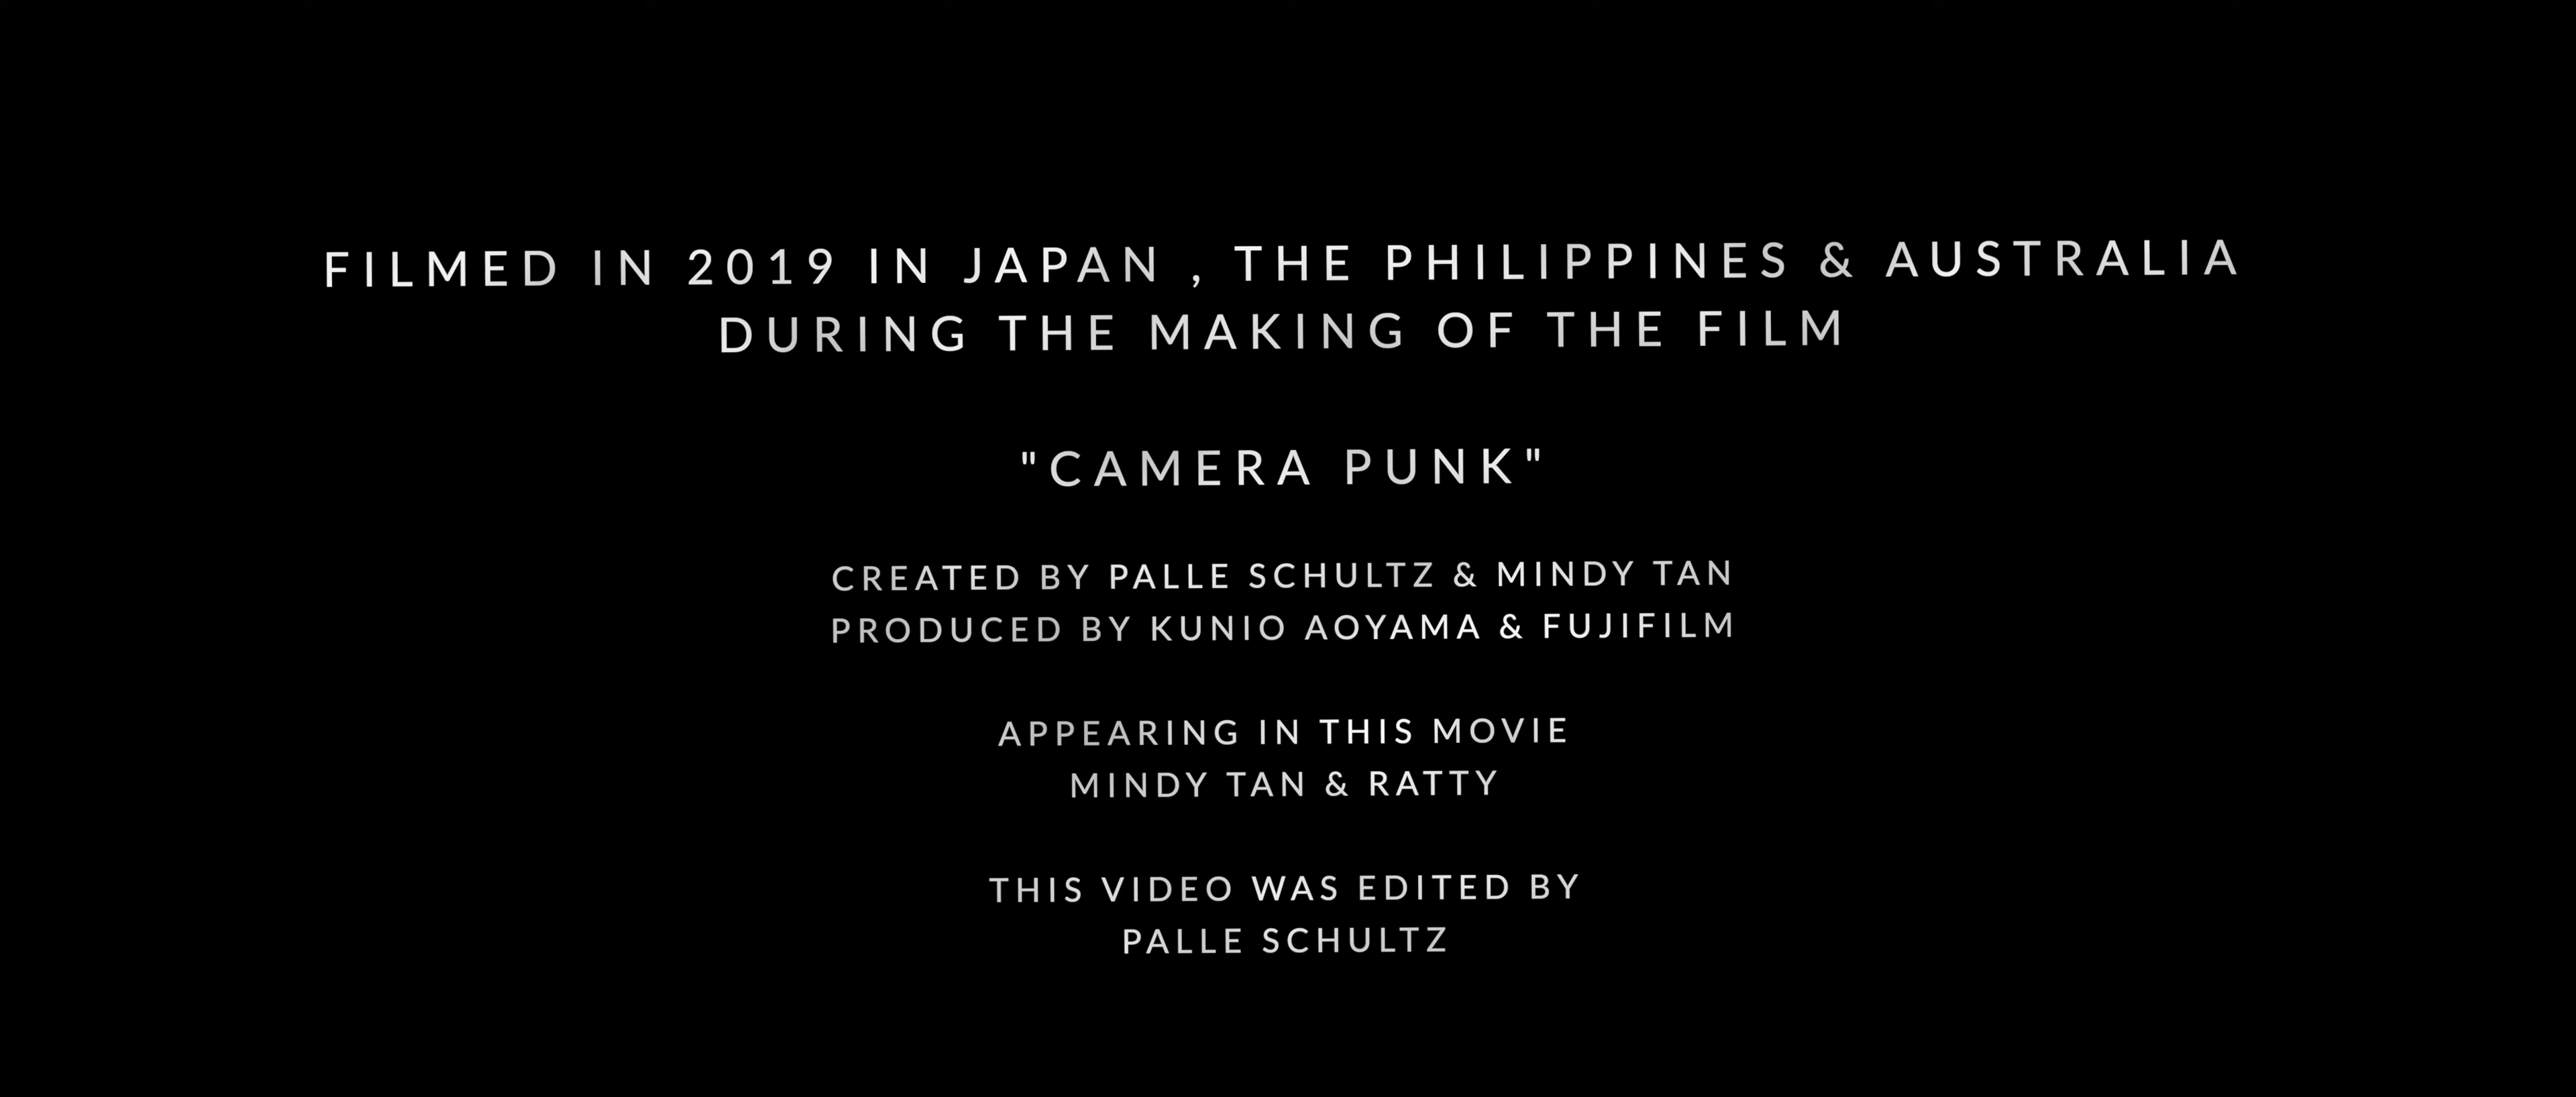 FILMED IN 2019 IN JAPAN , THE PHILIPPINES & AUSTRALIA
DURING THE MAKING OF THE FILM
"CAMERA PUNK"
CREATED BY PALLE SCHULTZ & MINDY TAN
PRODUCED BY KUNIO AOYAMA & FUJIFILM
APPEARING IN THIS MOVIE
MINDY TAN & RATTY
THIS VIDEO WAS EDITED BY
PALLE SCHULTZ